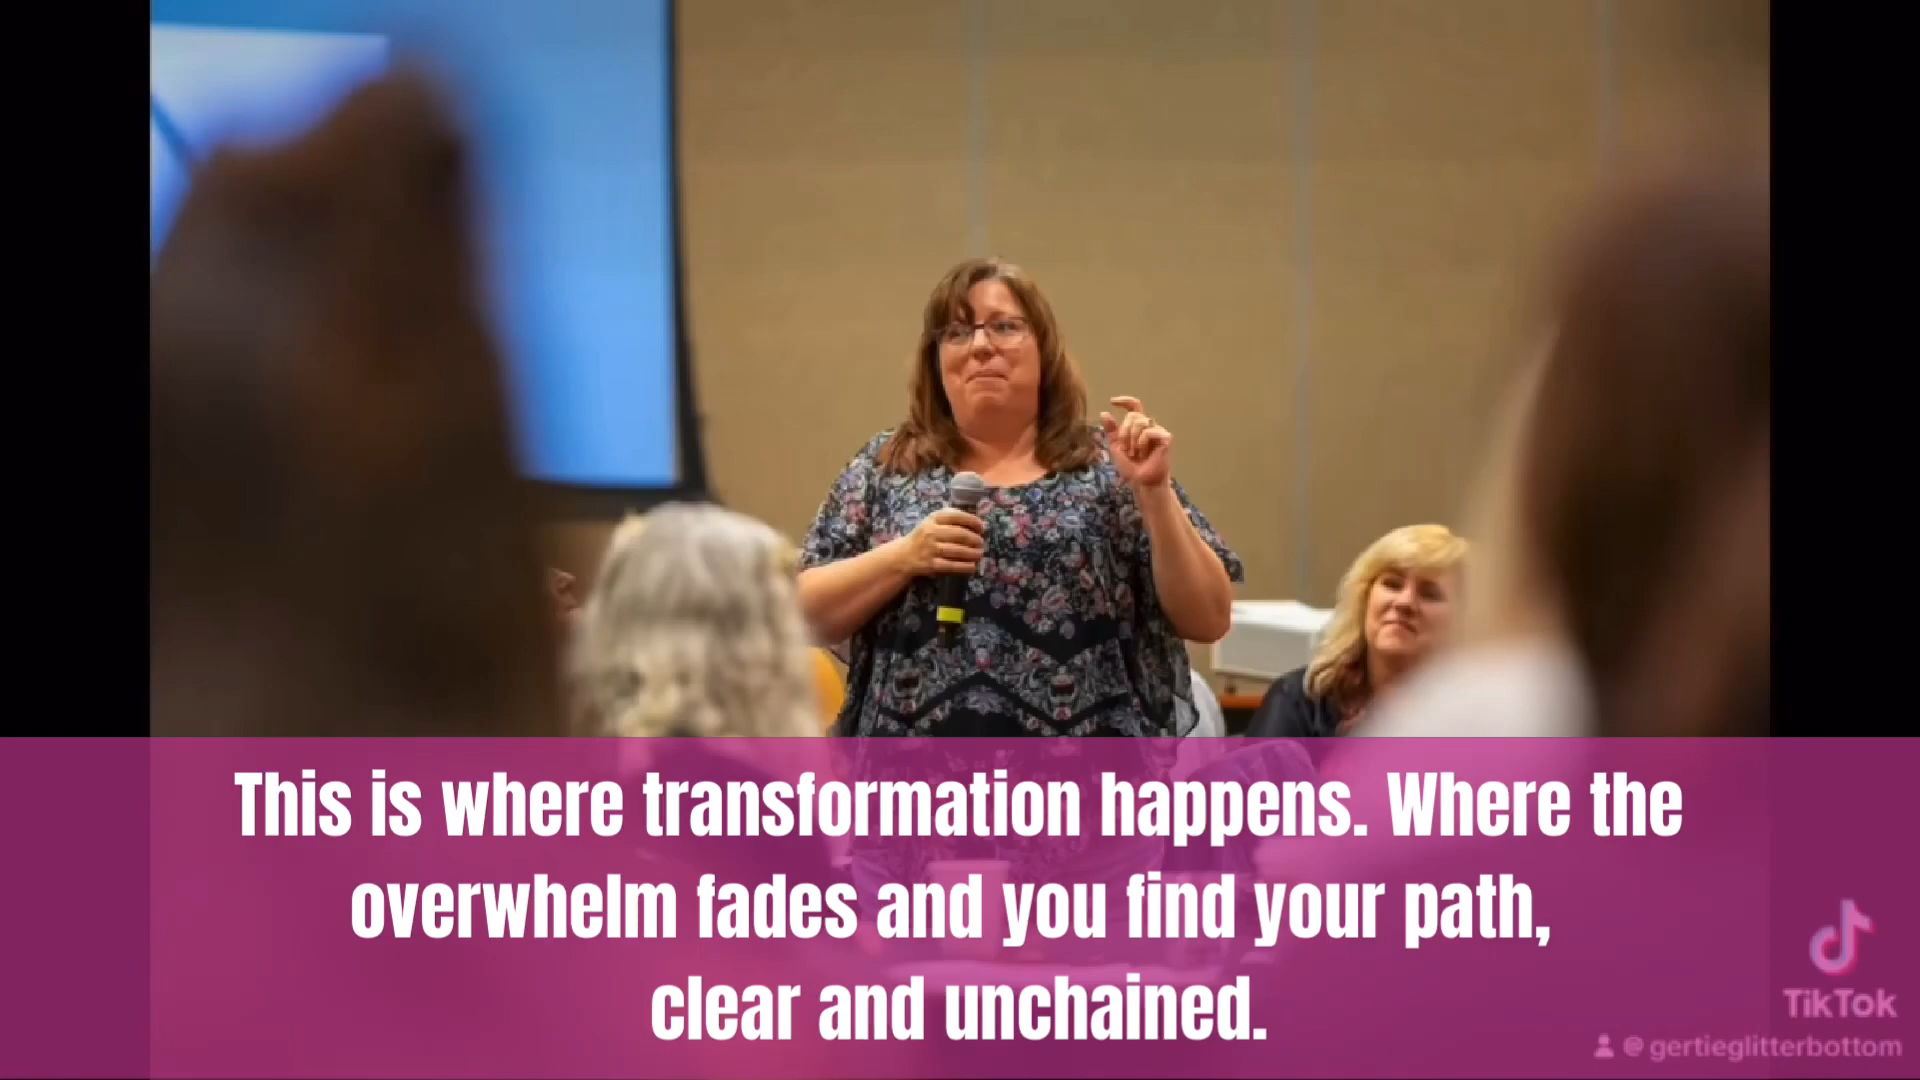 This is where transformation happens. Where the
overwhelm fades and you find your path,
clear and unchained.
TikTok
@gertieglitterbottom